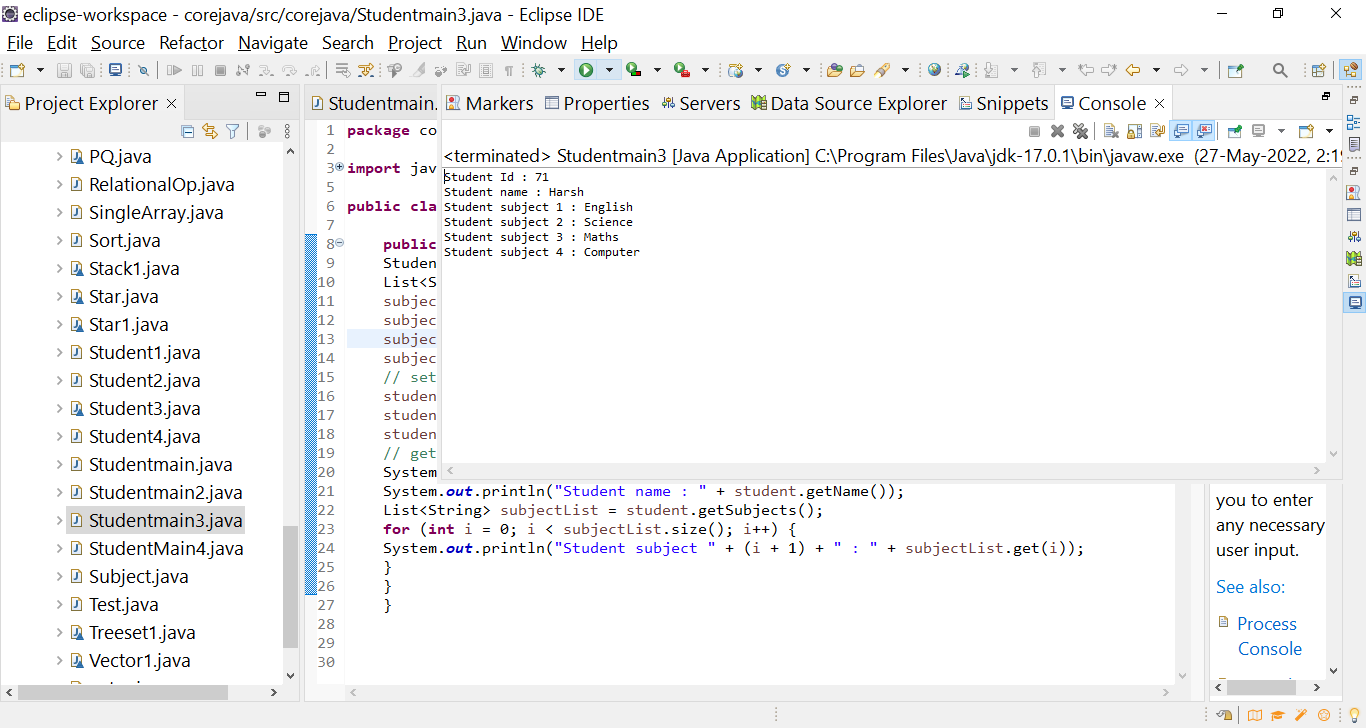 eclipse-workspace - corejava/src/corejava/Studentmain3.java - Eclipse IDE
File Edit Source Refactor Navigate Search Project Run Window Help
Project Explorer
PQ.java
RelationalOp.java
SingleArray.java
Sort.java
Stack1.java
Star.java
Star1.java
Student1.java
Student2.java
Student3.java
Student4.java
Studentmain.java
Studentmain2.java
Studentmain3.java
StudentMain4.java
Subject.java
Test.java
Treeset1.java
Vector1.java
Studentmain.
1 package co
2
3 import jav
5
6 public cla
7
8 public
9 Studen
10 List<S
11 subjec
12 subjec
13 subjec
14 subjec
15 // set
16 studen
17 studen
18 studen
19 // get
20 System
21 System.out.println("Student name : " + student.getName());
22 List<String> subjectList = student.getSubjects();
23 for (int i = 0; i < subjectList.size(); i++) {
24 System.out.println("Student subject " + (i + 1) + " : " + subjectList.get(i));
25 }
26 }
27 }
28
29
30
Markers Properties Servers Data Source Explorer Snippets Console
<terminated> Studentmain3 [Java Application] C:\Program Files\Java\jdk-17.0.1\bin\javaw.exe (27-May-2022, 2:19
Student Id : 71
Student name : Harsh
Student subject 1 : English
Student subject 2 : Science
Student subject 3 : Maths
Student subject 4 : Computer
you to enter
any necessary
user input.
See also:
Process
Console